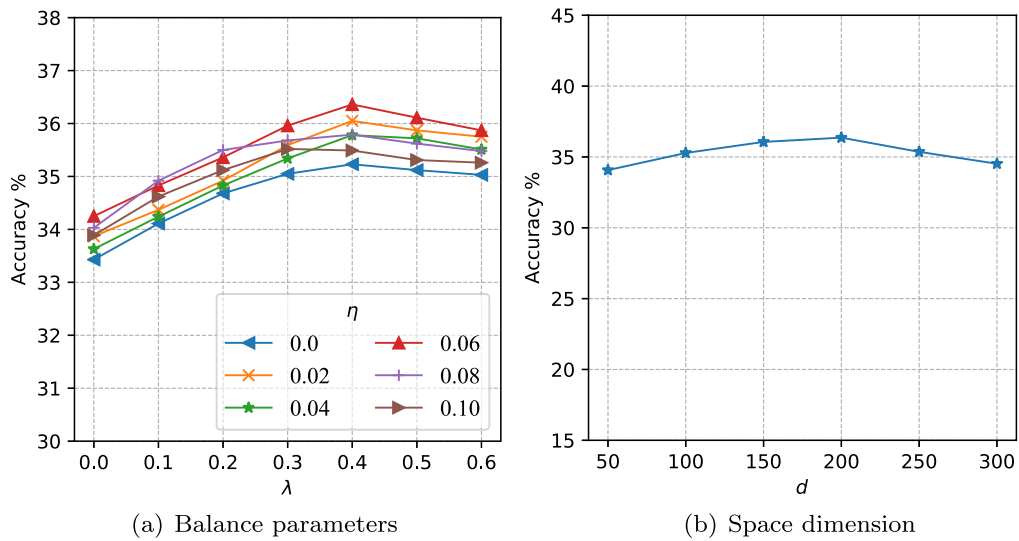 38
37
36
35
34
33
32
31
30
Accuracy %
0.0 0.1 0.2 0.3 0.4 0.5 0.6
λ
η
0.0 0.06
0.02 0.08
0.04 0.10
(a) Balance parameters
45
40
35
30
25
20
15
Accuracy %
50 100 150 200 250 300
d
(b) Space dimension